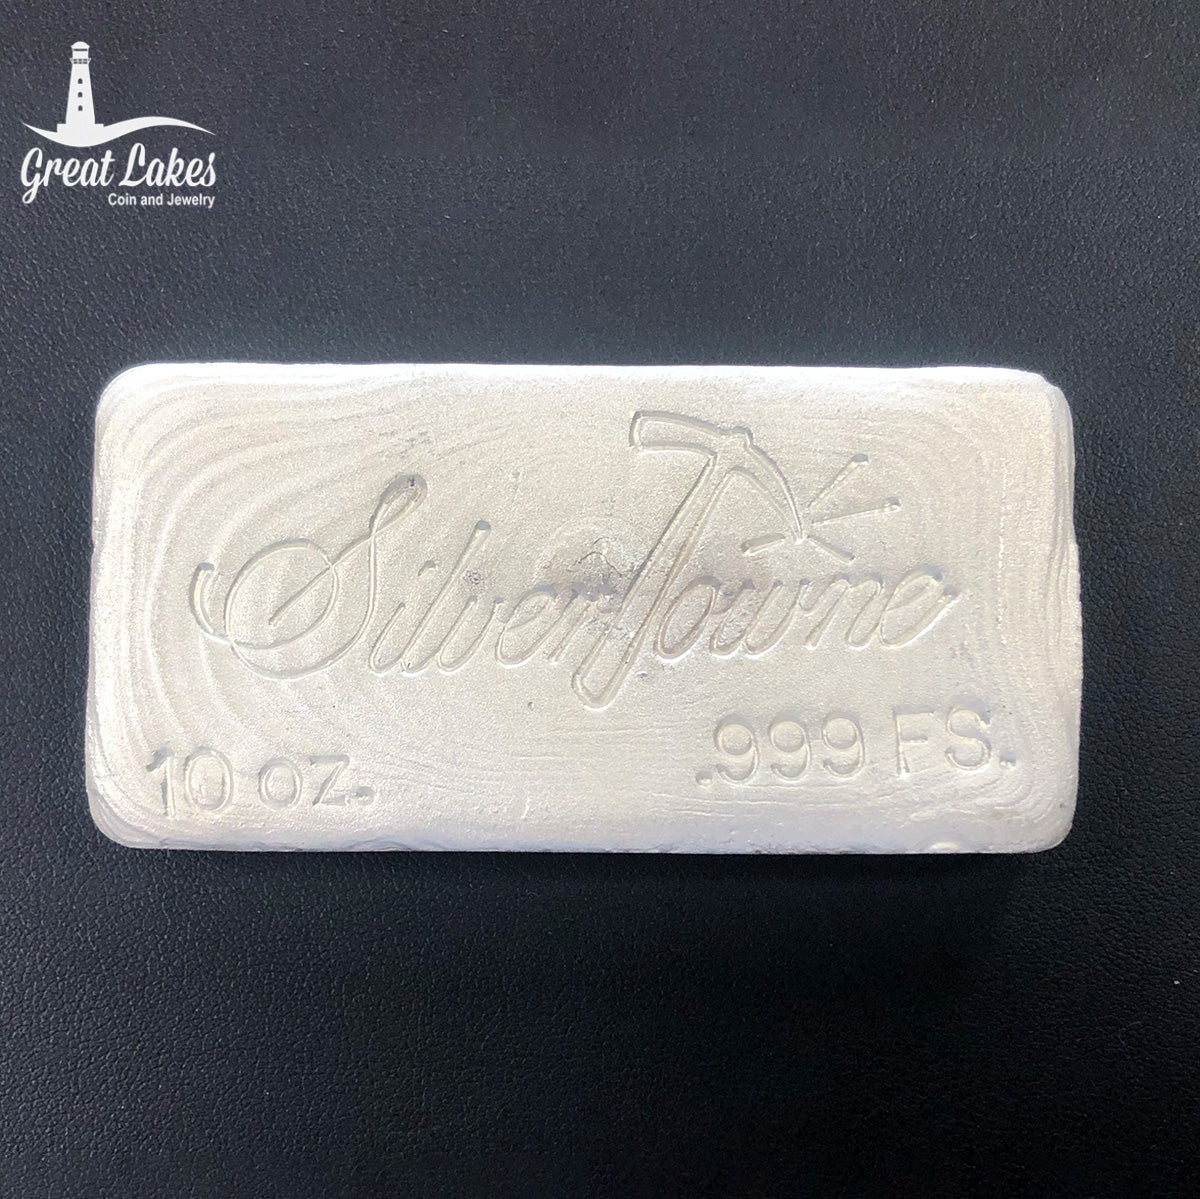 Great Lakes
Coin and Jewelry
SilverTowne
10 oz.
.999 FS.